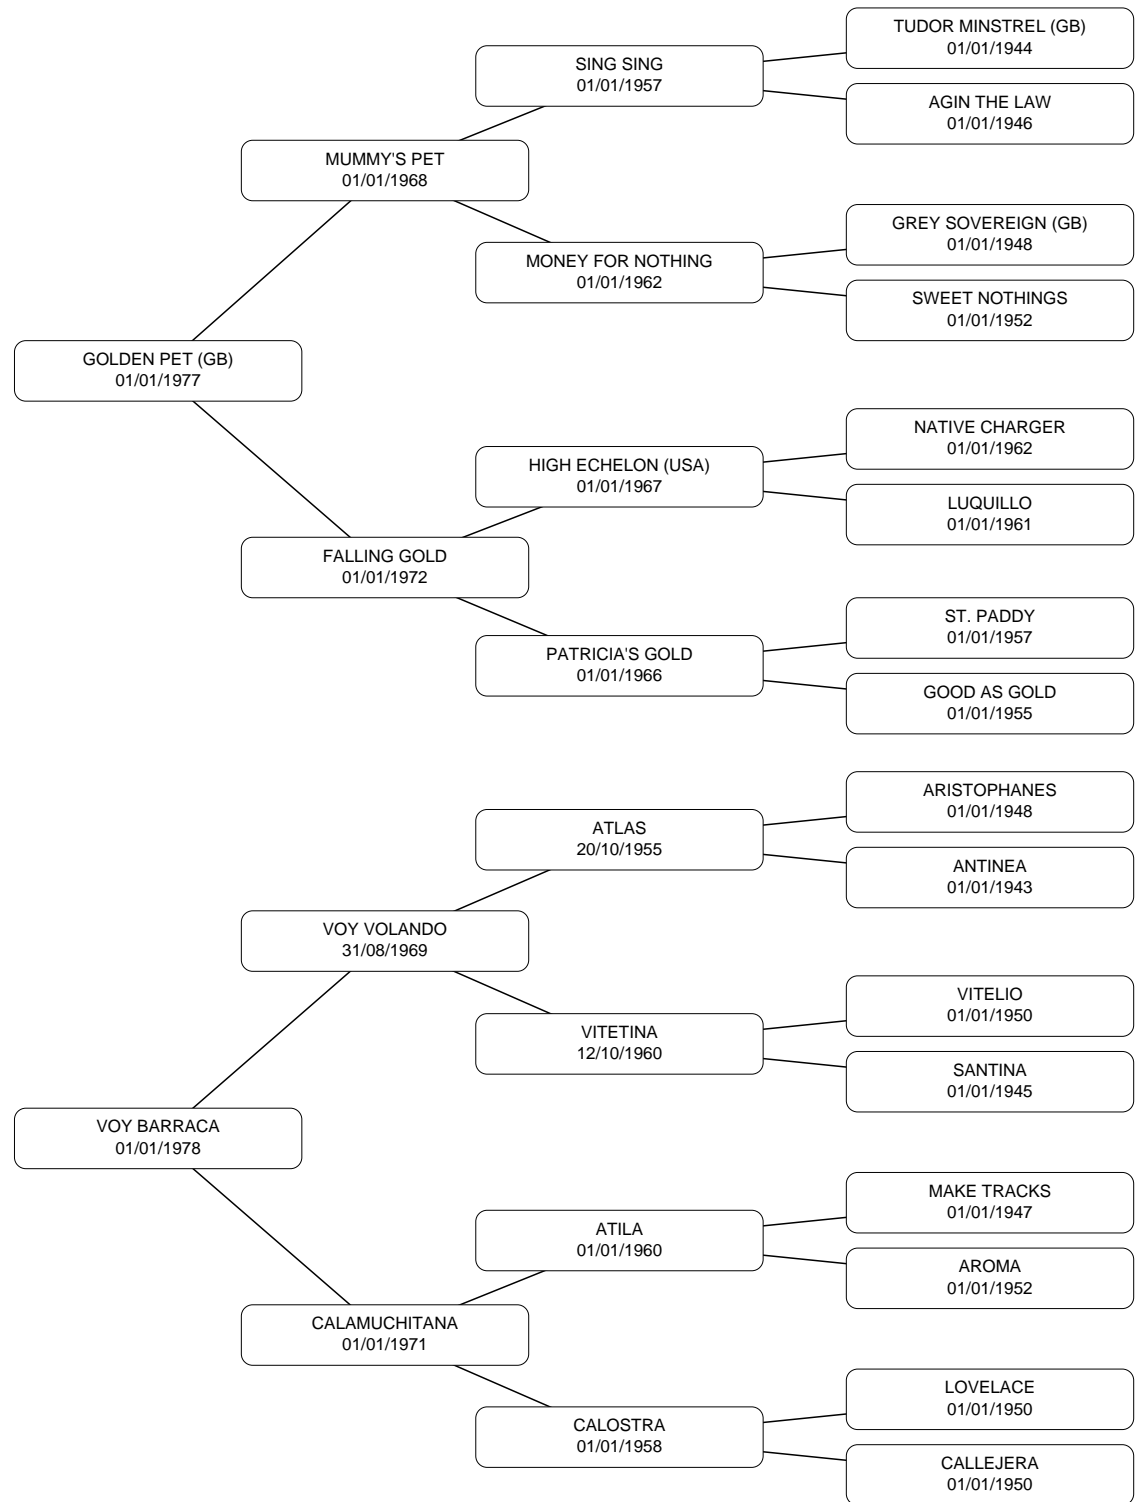 TUDOR MINSTREL (GB)
01/01/1944
SING SING
01/01/1957
AGIN THE LAW
01/01/1946
MUMMY'S PET
01/01/1968
GREY SOVEREIGN (GB)
01/01/1948
MONEY FOR NOTHING
01/01/1962
SWEET NOTHINGS
01/01/1952
GOLDEN PET (GB)
01/01/1977
NATIVE CHARGER
01/01/1962
HIGH ECHELON (USA)
01/01/1967
LUQUILLO
01/01/1961
FALLING GOLD
01/01/1972
ST. PADDY
01/01/1957
PATRICIA'S GOLD
01/01/1966
GOOD AS GOLD
01/01/1955
ARISTOPHANES
01/01/1948
ATLAS
20/10/1955
ANTINEA
01/01/1943
VOY VOLANDO
31/08/1969
VITELIO
01/01/1950
VITETINA
12/10/1960
SANTINA
01/01/1945
VOY BARRACA
01/01/1978
MAKE TRACKS
01/01/1947
ATILA
01/01/1960
AROMA
01/01/1952
CALAMUCHITANA
01/01/1971
LOVELACE
01/01/1950
CALOSTRA
01/01/1958
CALLEJERA
01/01/1950